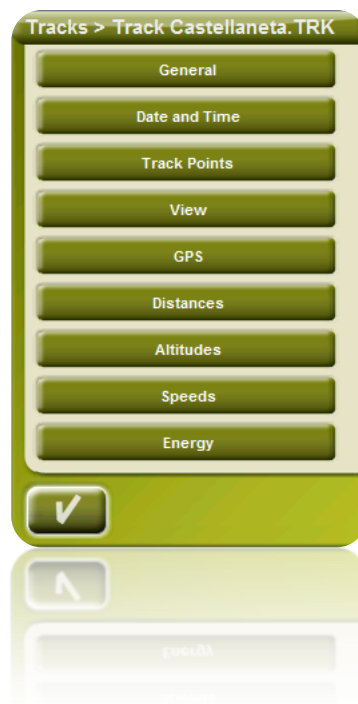 Tracks > Track Castellaneta.TRK
General
Date and Time
Track Points
View
GPS
Distances
Altitudes
Speeds
Energy